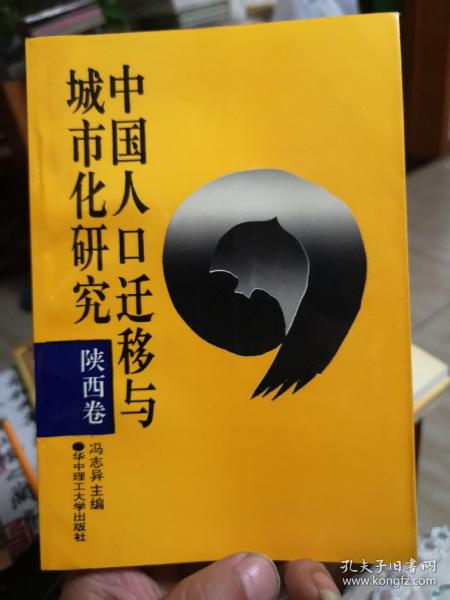 中国人口迁移与
城市化研究
陕西卷
冯志异主编
华中理工大学出版社
孔夫子旧书网
www.kongfz.com